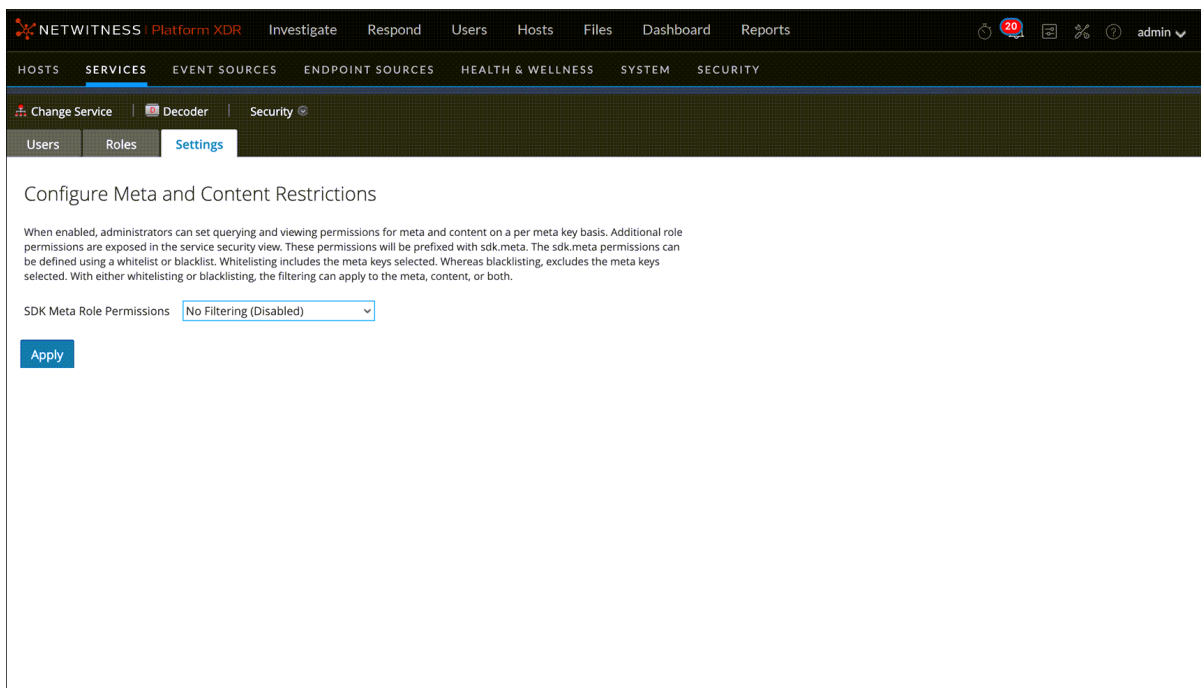 NETWITNESS | Platform XDR Investigate Respond Users Hosts Files Dashboard Reports 20 admin
HOSTS SERVICES EVENT SOURCES ENDPOINT SOURCES HEALTH & WELLNESS SYSTEM SECURITY
Change Service | Decoder | Security
Users Roles Settings
Configure Meta and Content Restrictions
When enabled, administrators can set querying and viewing permissions for meta and content on a per meta key basis. Additional role
permissions are exposed in the service security view. These permissions will be prefixed with sdk.meta. The sdk.meta permissions can
be defined using a whitelist or blacklist. Whitelisting includes the meta keys selected. Whereas blacklisting, excludes the meta keys
selected. With either whitelisting or blacklisting, the filtering can apply to the meta, content, or both.
SDK Meta Role Permissions No Filtering (Disabled)
Apply